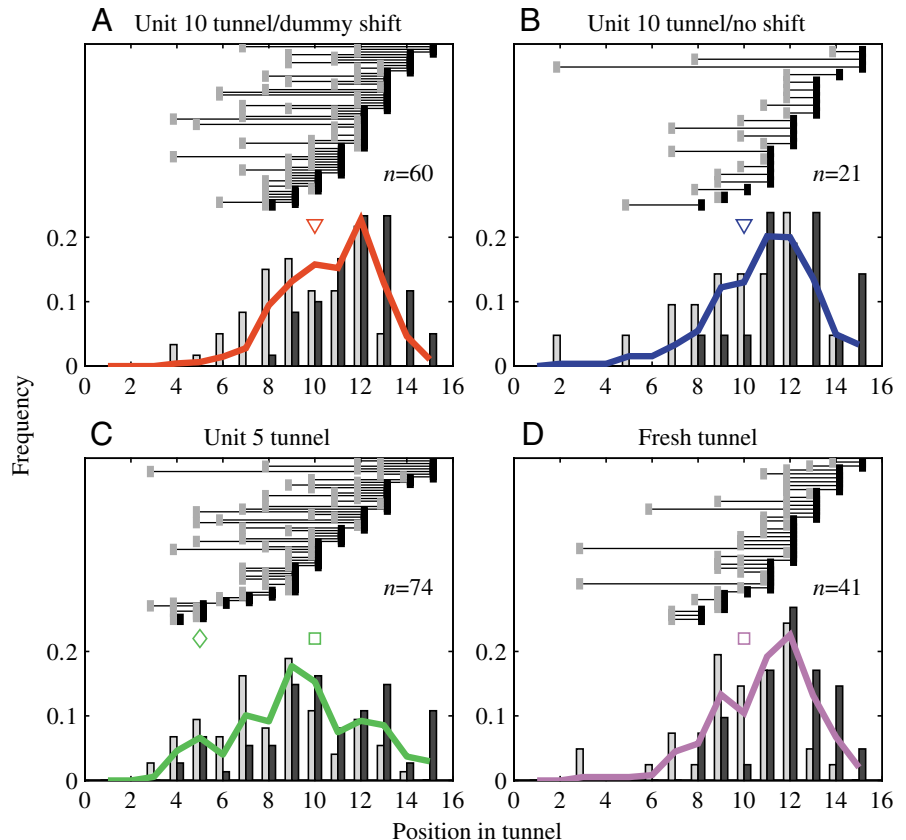 A Unit 10 tunnel/dummy shift
B Unit 10 tunnel/no shift
n=60
n=21
0.2
0.1
0
0.2
0.1
0
0 2 4 6 8 10 12 14 16
0 2 4 6 8 10 12 14 16
Frequency
C Unit 5 tunnel
D Fresh tunnel
n=74
n=41
0.2
0.1
0
0.2
0.1
0
0 2 4 6 8 10 12 14 16
0 2 4 6 8 10 12 14 16
Position in tunnel